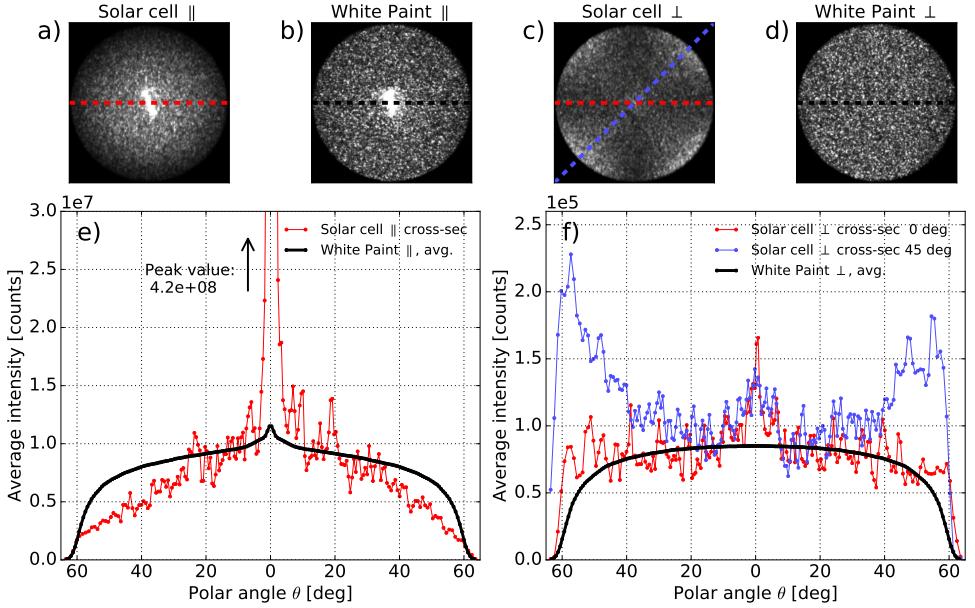 Solar cell ∥
White Paint ∥
Solar cell ⊥
White Paint ⊥
a)
b)
c)
d)
1e7
3.0
2.5
2.0
1.5
1.0
0.5
0.0
Average intensity [counts]
e)
Solar cell ∥ cross-sec
White Paint ∥, avg.
Peak value:
4.2e+08
60 40 20 0 20 40 60
Polar angle θ [deg]
1e5
2.5
2.0
1.5
1.0
0.5
0.0
Average intensity [counts]
f)
Solar cell ⊥ cross-sec 0 deg
Solar cell ⊥ cross-sec 45 deg
White Paint ⊥, avg.
60 40 20 0 20 40 60
Polar angle θ [deg]